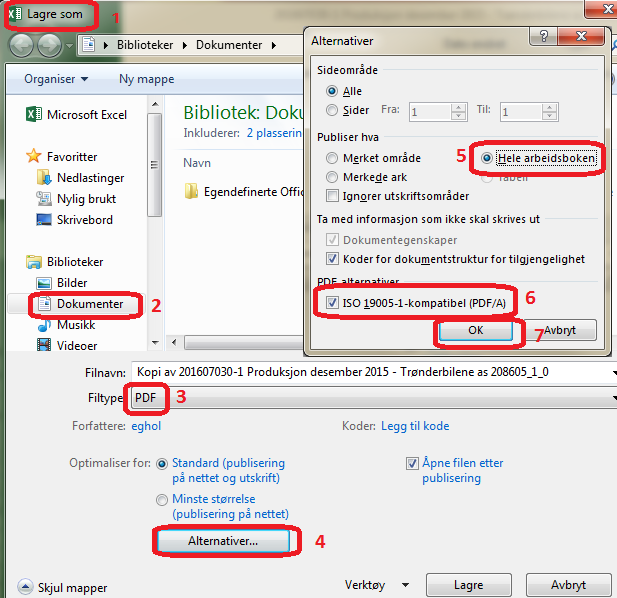 Lagre som
1
Biblioteker
Dokumenter
Organiser
Ny mappe
Microsoft Excel
Favoritter
Nedlastinger
Nylig brukt
Skrivebord
Biblioteker
Bilder
Dokumenter
2
Musikk
Videoer
Bibliotek: Doku
Inkluderer: 2 plasserin
Navn
Egendefinerte Offic
Alternativer
Sideområde
Alle
Sider Fra: 1 Til: 1
Publiser hva
Merket område
5
Hele arbeidsboken
Merkede ark
Tabell
Ignorer utskriftsområder
Ta med informasjon som ikke skal skrives ut
Dokumentegenskaper
Koder for dokumentstruktur for tilgjengelighet
PDF-alternativer
ISO 19005-1-kompatibel (PDF/A)
6
OK
7
Avbryt
Filnavn: Kopi av 201607030-1 Produksjon desember 2015 - Trønderbilene as 208605_1_0
Filtype: PDF
3
Forfattere: eghol
Koder: Legg til kode
Optimaliser for:
Standard (publisering
på nettet og utskrift)
Minste størrelse
(publisering på nettet)
Åpne filen etter
publisering
Alternativer...
4
Skjul mapper
Verktøy
Lagre
Avbryt